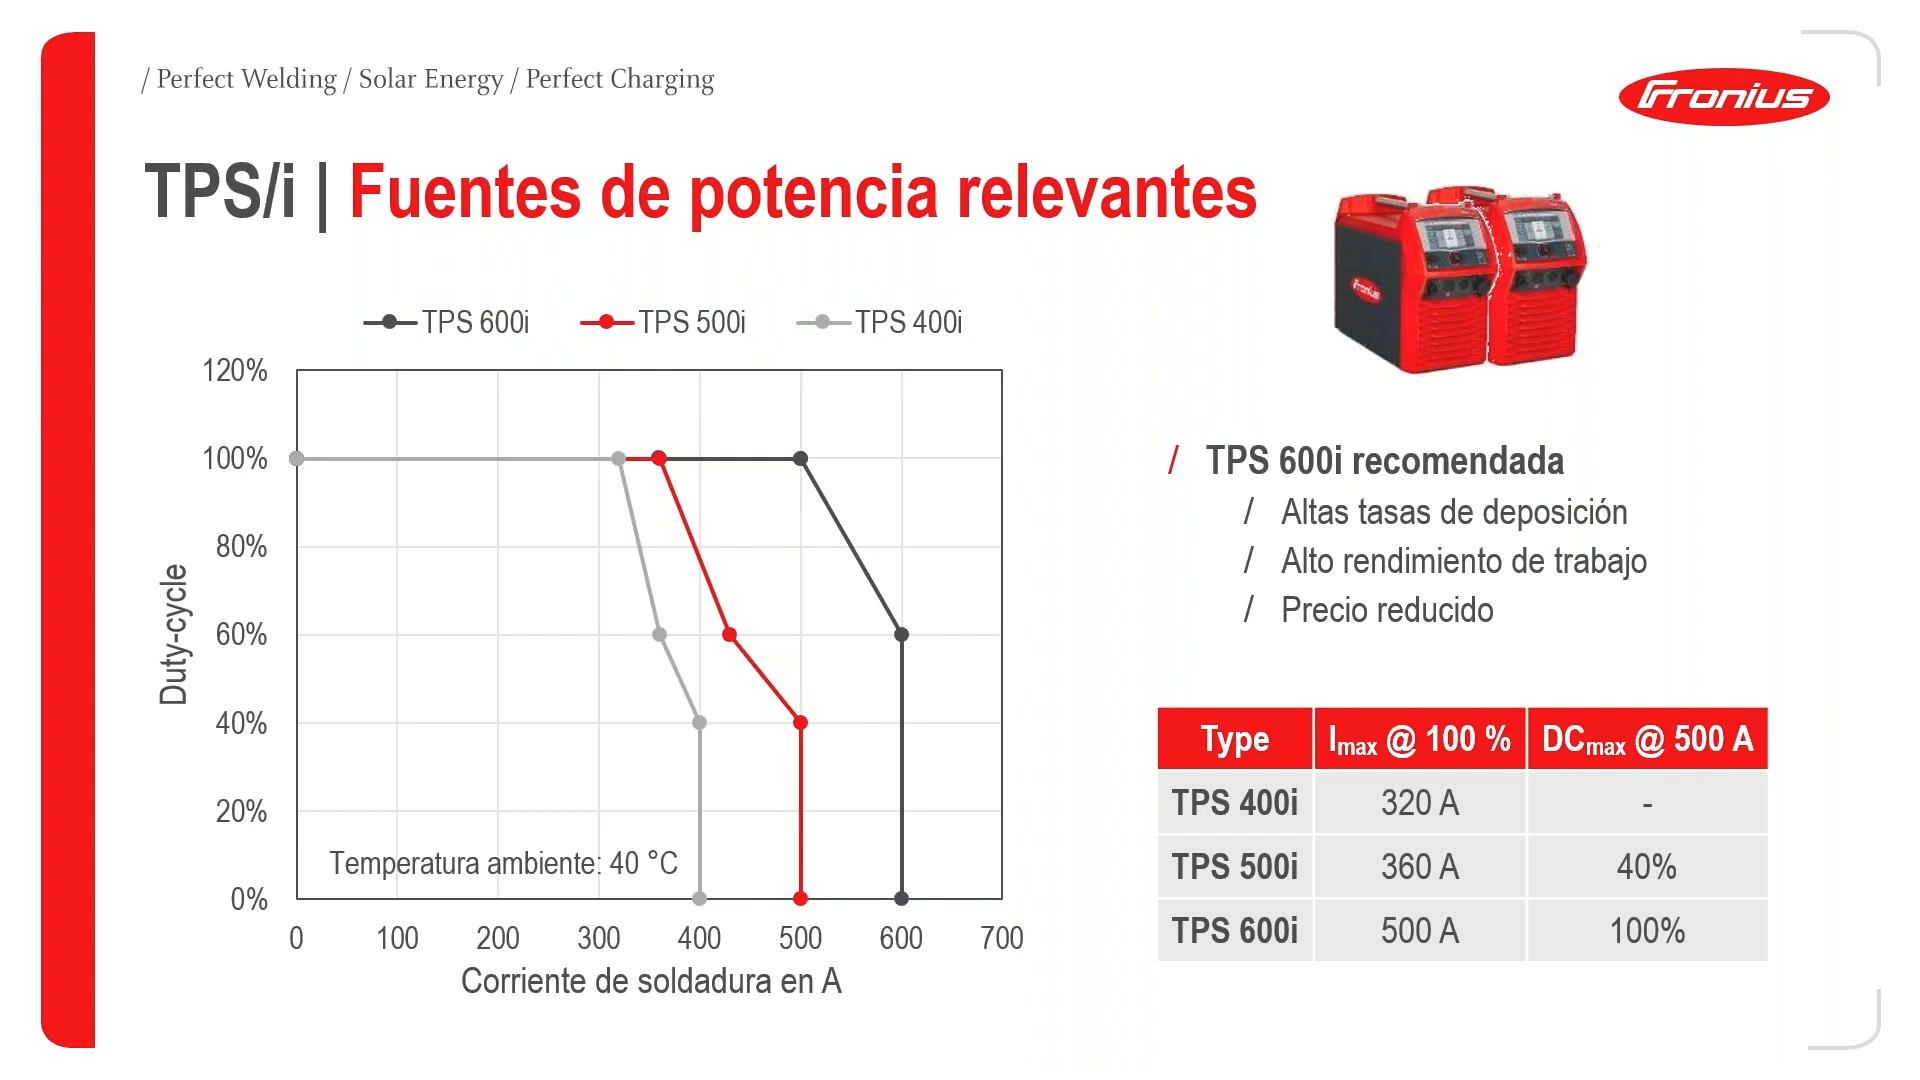 / Perfect Welding / Solar Energy / Perfect Charging
Fronius
TPS/i | Fuentes de potencia relevantes
Fronius
TPS 600i TPS 500i TPS 400i
120%
100%
80%
60%
40%
20%
0%
Duty-cycle
Temperatura ambiente: 40 °C
0 100 200 300 400 500 600 700
Corriente de soldadura en A
/ TPS 600i recomendada
/ Altas tasas de deposición
/ Alto rendimiento de trabajo
/ Precio reducido
Type Imax @ 100 % DCmax @ 500 A
TPS 400i 320 A -
TPS 500i 360 A 40%
TPS 600i 500 A 100%